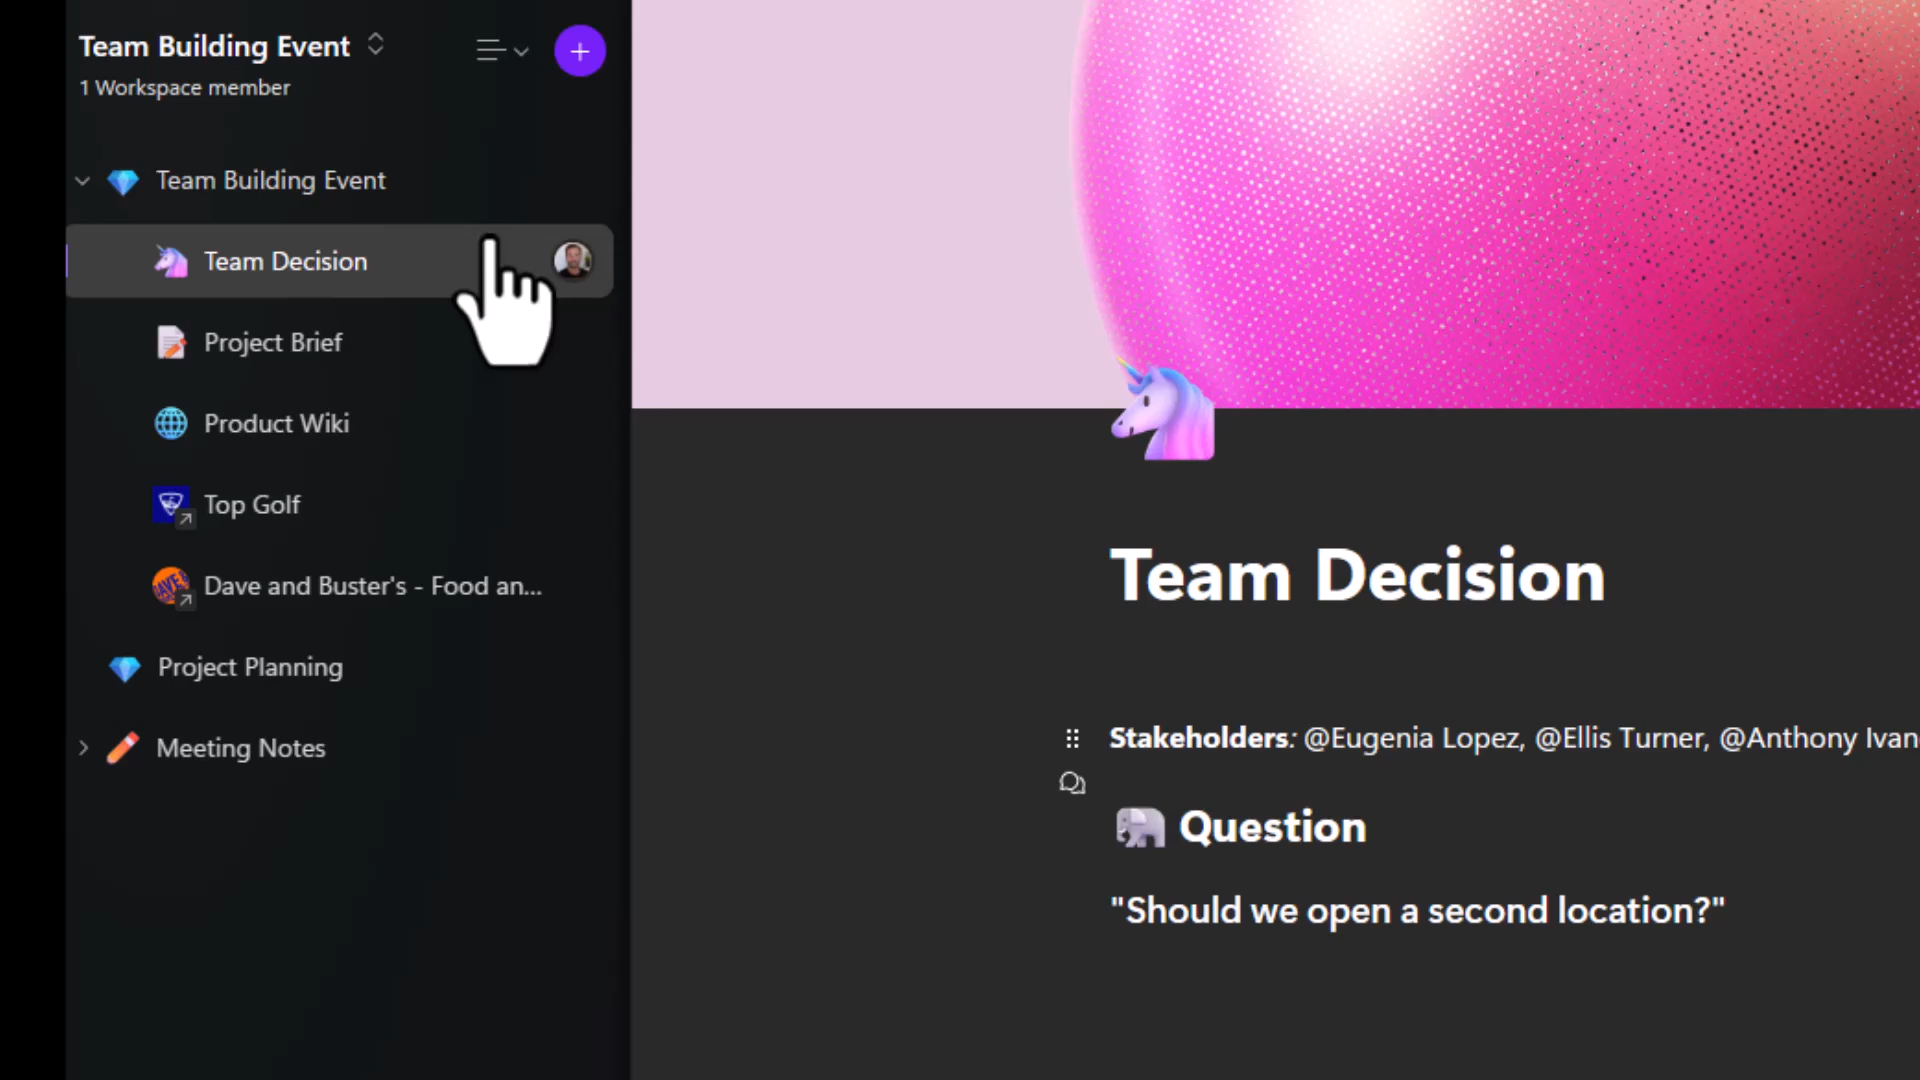 Team Building Event
1 Workspace member
Team Building Event
Team Decision
Project Brief
Product Wiki
Top Golf
Dave and Buster's - Food an...
Project Planning
Meeting Notes
Team Decision
Stakeholders: @Eugenia Lopez, @Ellis Turner, @Anthony Ivan
Question
"Should we open a second location?"